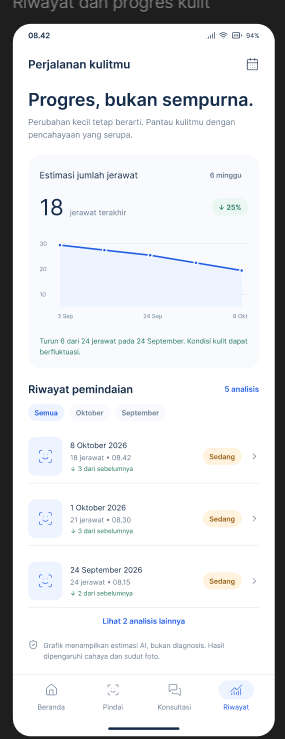 Riwayat dan progres kulit
08.42
94%
Perjalanan kulitmu
Progres, bukan sempurna.
Perubahan kecil tetap berarti. Pantau kulitmu dengan
pencahayaan yang serupa.
Estimasi jumlah jerawat
6 minggu
18 jerawat terakhir
↓ 25%
30
20
10
3 Sep
24 Sep
8 Okt
Turun 6 dari 24 jerawat pada 24 September. Kondisi kulit dapat
berfluktuasi.
Riwayat pemindaian
5 analisis
Semua
Oktober
September
8 Oktober 2026
18 jerawat • 08.42
↓ 3 dari sebelumnya
Sedang
1 Oktober 2026
21 jerawat • 08.30
↓ 3 dari sebelumnya
Sedang
24 September 2026
24 jerawat • 08.15
↓ 2 dari sebelumnya
Sedang
Lihat 2 analisis lainnya
Grafik menampilkan estimasi AI, bukan diagnosis. Hasil
dipengaruhi cahaya dan sudut foto.
Beranda
Pindai
Konsultasi
Riwayat